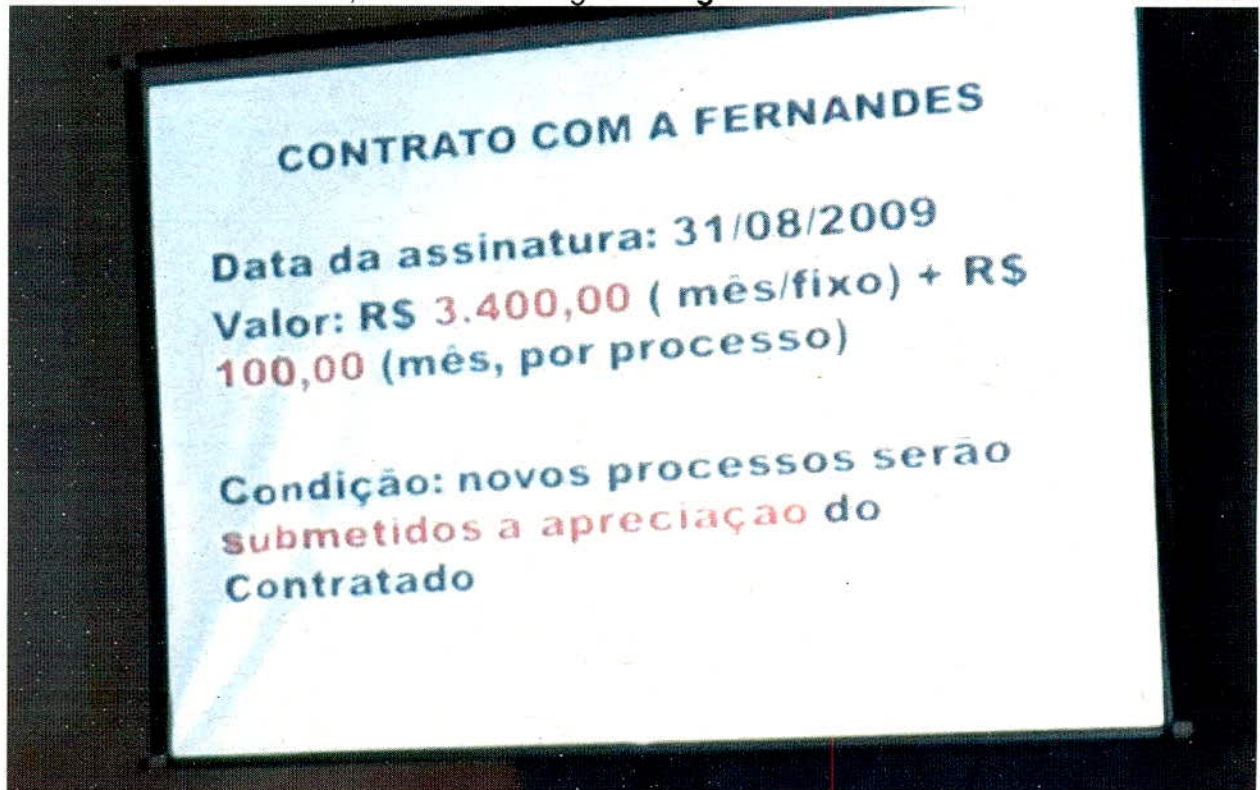 CONTRATO COM A FERNANDES
Data da assinatura: 31/08/2009
Valor: R$ 3.400,00 ( mês/fixo) + R$
100,00 (mês, por processo)
Condição: novos processos serão
submetidos a apreciaçao do
Contratado